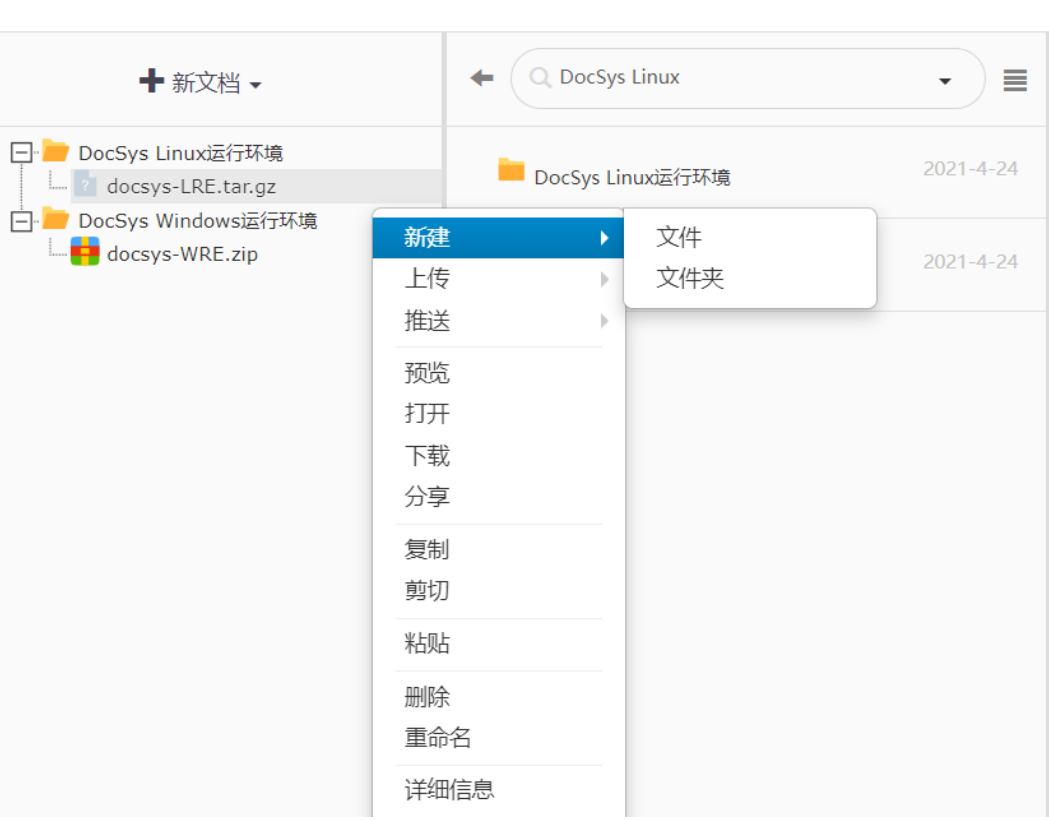 新文档
DocSys Linux
DocSys Linux运行环境
docsys-LRE.tar.gz
DocSys Windows运行环境
docsys-WRE.zip
DocSys Linux运行环境
2021-4-24
2021-4-24
新建
文件
文件夹
上传
推送
预览
打开
下载
分享
复制
剪切
粘贴
删除
重命名
详细信息